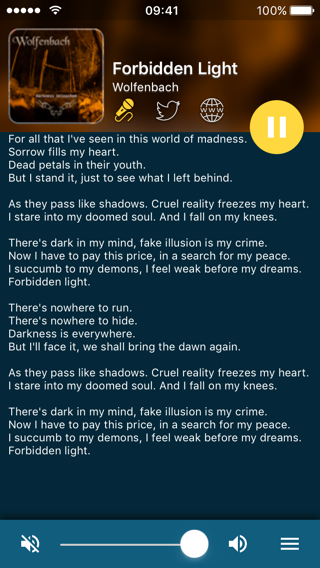 09:41
100%
Wolfenbach
Forbidden Light
Wolfenbach
WWW
For all that I've seen in this world of madness.
Sorrow fills my heart.
Dead petals in their youth.
But I stand it, just to see what I left behind.
As they pass like shadows. Cruel reality freezes my heart.
I stare into my doomed soul. And I fall on my knees.
There's dark in my mind, fake illusion is my crime.
Now I have to pay this price, in a search for my peace.
I succumb to my demons, I feel weak before my dreams.
Forbidden light.
There's nowhere to run.
There's nowhere to hide.
Darkness is everywhere.
But I'll face it, we shall bring the dawn again.
As they pass like shadows. Cruel reality freezes my heart.
I stare into my doomed soul. And I fall on my knees.
There's dark in my mind, fake illusion is my crime.
Now I have to pay this price, in a search for my peace.
I succumb to my demons, I feel weak before my dreams.
Forbidden light.